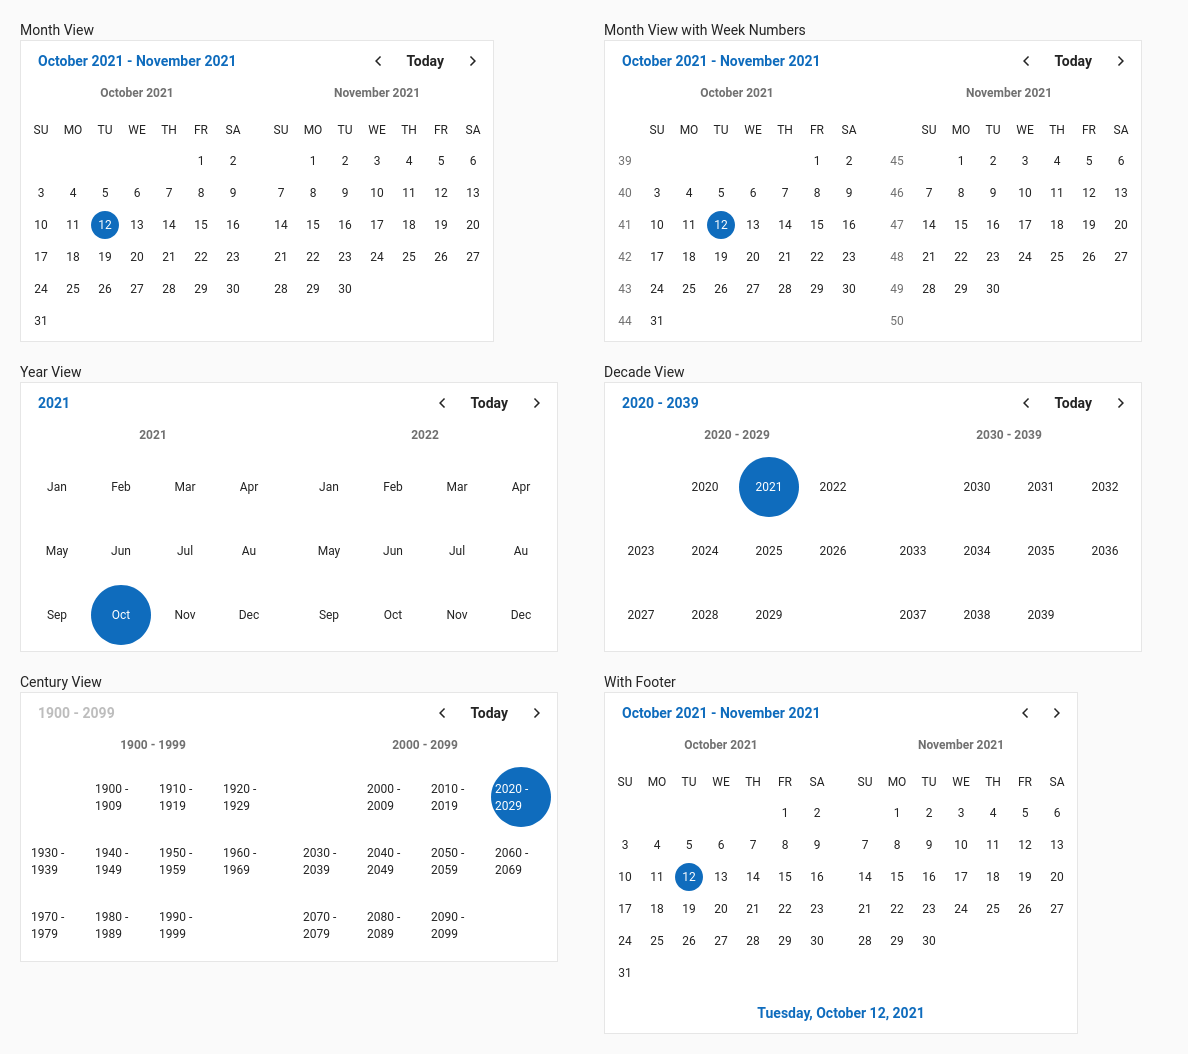 Month View
October 2021 - November 2021 Today
October 2021 November 2021
SU MO TU WE TH FR SA SU MO TU WE TH FR SA
1 2 1 2 3 4 5 6
3 4 5 6 7 8 9 7 8 9 10 11 12 13
10 11 12 13 14 15 16 14 15 16 17 18 19 20
17 18 19 20 21 22 23 21 22 23 24 25 26 27
24 25 26 27 28 29 30 28 29 30
31
Month View with Week Numbers
October 2021 - November 2021 Today
October 2021 November 2021
SU MO TU WE TH FR SA SU MO TU WE TH FR SA
39 1 2 45 1 2 3 4 5 6
40 3 4 5 6 7 8 9 46 7 8 9 10 11 12 13
41 10 11 12 13 14 15 16 47 14 15 16 17 18 19 20
42 17 18 19 20 21 22 23 48 21 22 23 24 25 26 27
43 24 25 26 27 28 29 30 49 28 29 30
44 31 50
Year View
2021 Today
2021 2022
Jan Feb Mar Apr Jan Feb Mar Apr
May Jun Jul Au May Jun Jul Au
Sep Oct Nov Dec Sep Oct Nov Dec
Decade View
2020 - 2039 Today
2020 - 2029 2030 - 2039
2020 2021 2022 2030 2031 2032
2023 2024 2025 2026 2033 2034 2035 2036
2027 2028 2029 2037 2038 2039
Century View
1900 - 2099 Today
1900 - 1999 2000 - 2099
1900 - 1910 - 1920 - 2000 - 2010 - 2020 -
1909 1919 1929 2009 2019 2029
1930 - 1940 - 1950 - 1960 - 2030 - 2040 - 2050 - 2060 -
1939 1949 1959 1969 2039 2049 2059 2069
1970 - 1980 - 1990 - 2070 - 2080 - 2090 -
1979 1989 1999 2079 2089 2099
With Footer
October 2021 - November 2021
October 2021 November 2021
SU MO TU WE TH FR SA SU MO TU WE TH FR SA
1 2 1 2 3 4 5 6
3 4 5 6 7 8 9 7 8 9 10 11 12 13
10 11 12 13 14 15 16 14 15 16 17 18 19 20
17 18 19 20 21 22 23 21 22 23 24 25 26 27
24 25 26 27 28 29 30 28 29 30
31
Tuesday, October 12, 2021